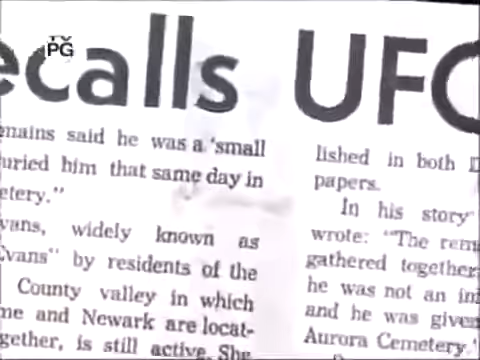 TV
PG
ecalls UFO
emains said he was a 'small
buried him that same day in
etery."
vans, widely known as
Evans" by residents of the
County valley in which
me and Newark are locat-
gether, is still active. She
lished in both
papers.
In his story
wrote: "The rem
gathered together
he was not an in
and he was given
Aurora Cemetery.'